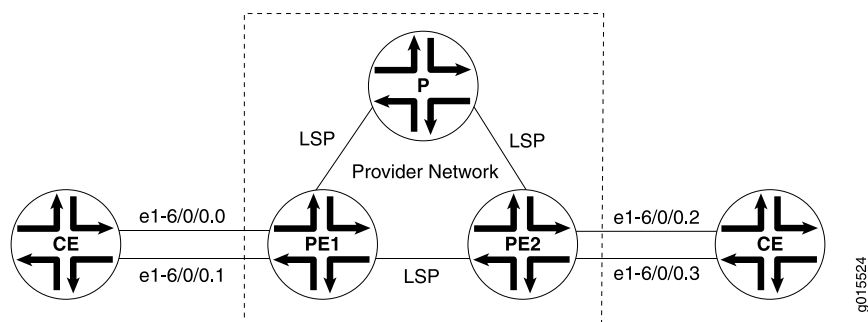 P
LSP
LSP
Provider Network
e1-6/0/0.0
e1-6/0/0.2
CE
PE1
PE2
CE
e1-6/0/0.1
LSP
e1-6/0/0.3
g015524